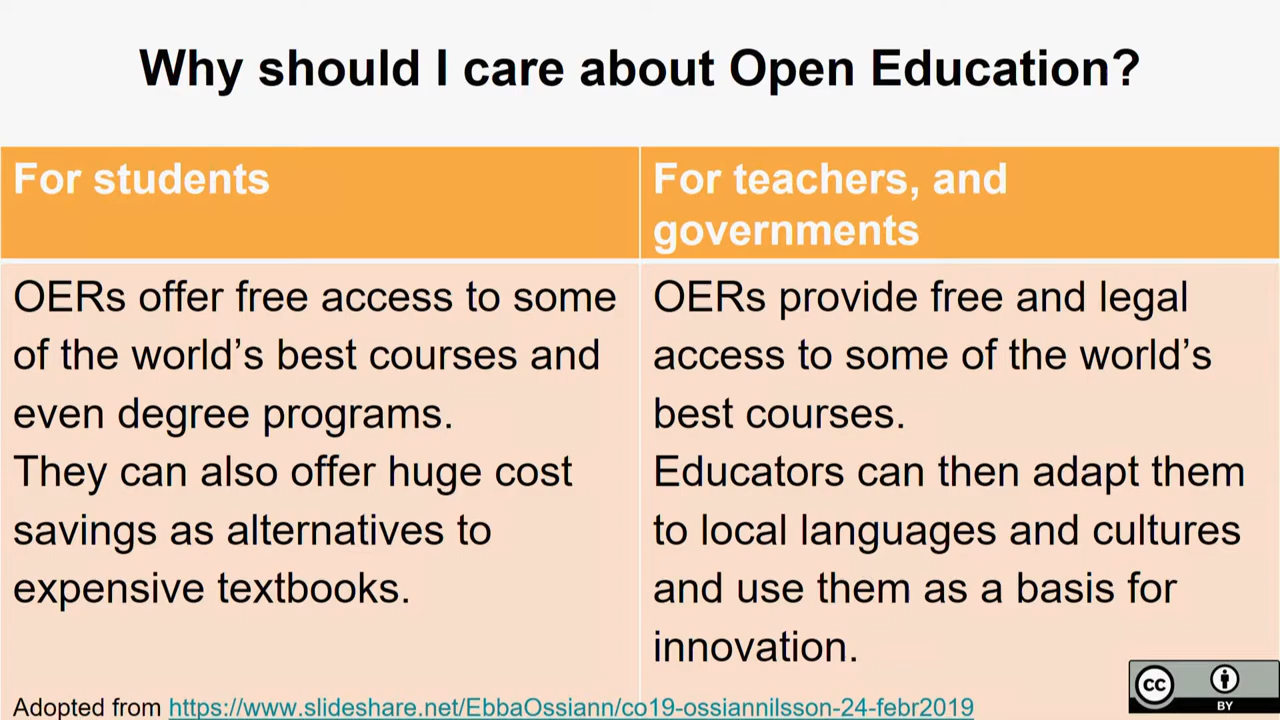 Why should I care about Open Education?
For students
For teachers, and
governments
OERs offer free access to some
of the world’s best courses and
even degree programs.
They can also offer huge cost
savings as alternatives to
expensive textbooks.
OERs provide free and legal
access to some of the world’s
best courses.
Educators can then adapt them
to local languages and cultures
and use them as a basis for
innovation.
Adopted from https://www.slideshare.net/EbbaOssiann/co19-ossiannilsson-24-febr2019
cc
BY